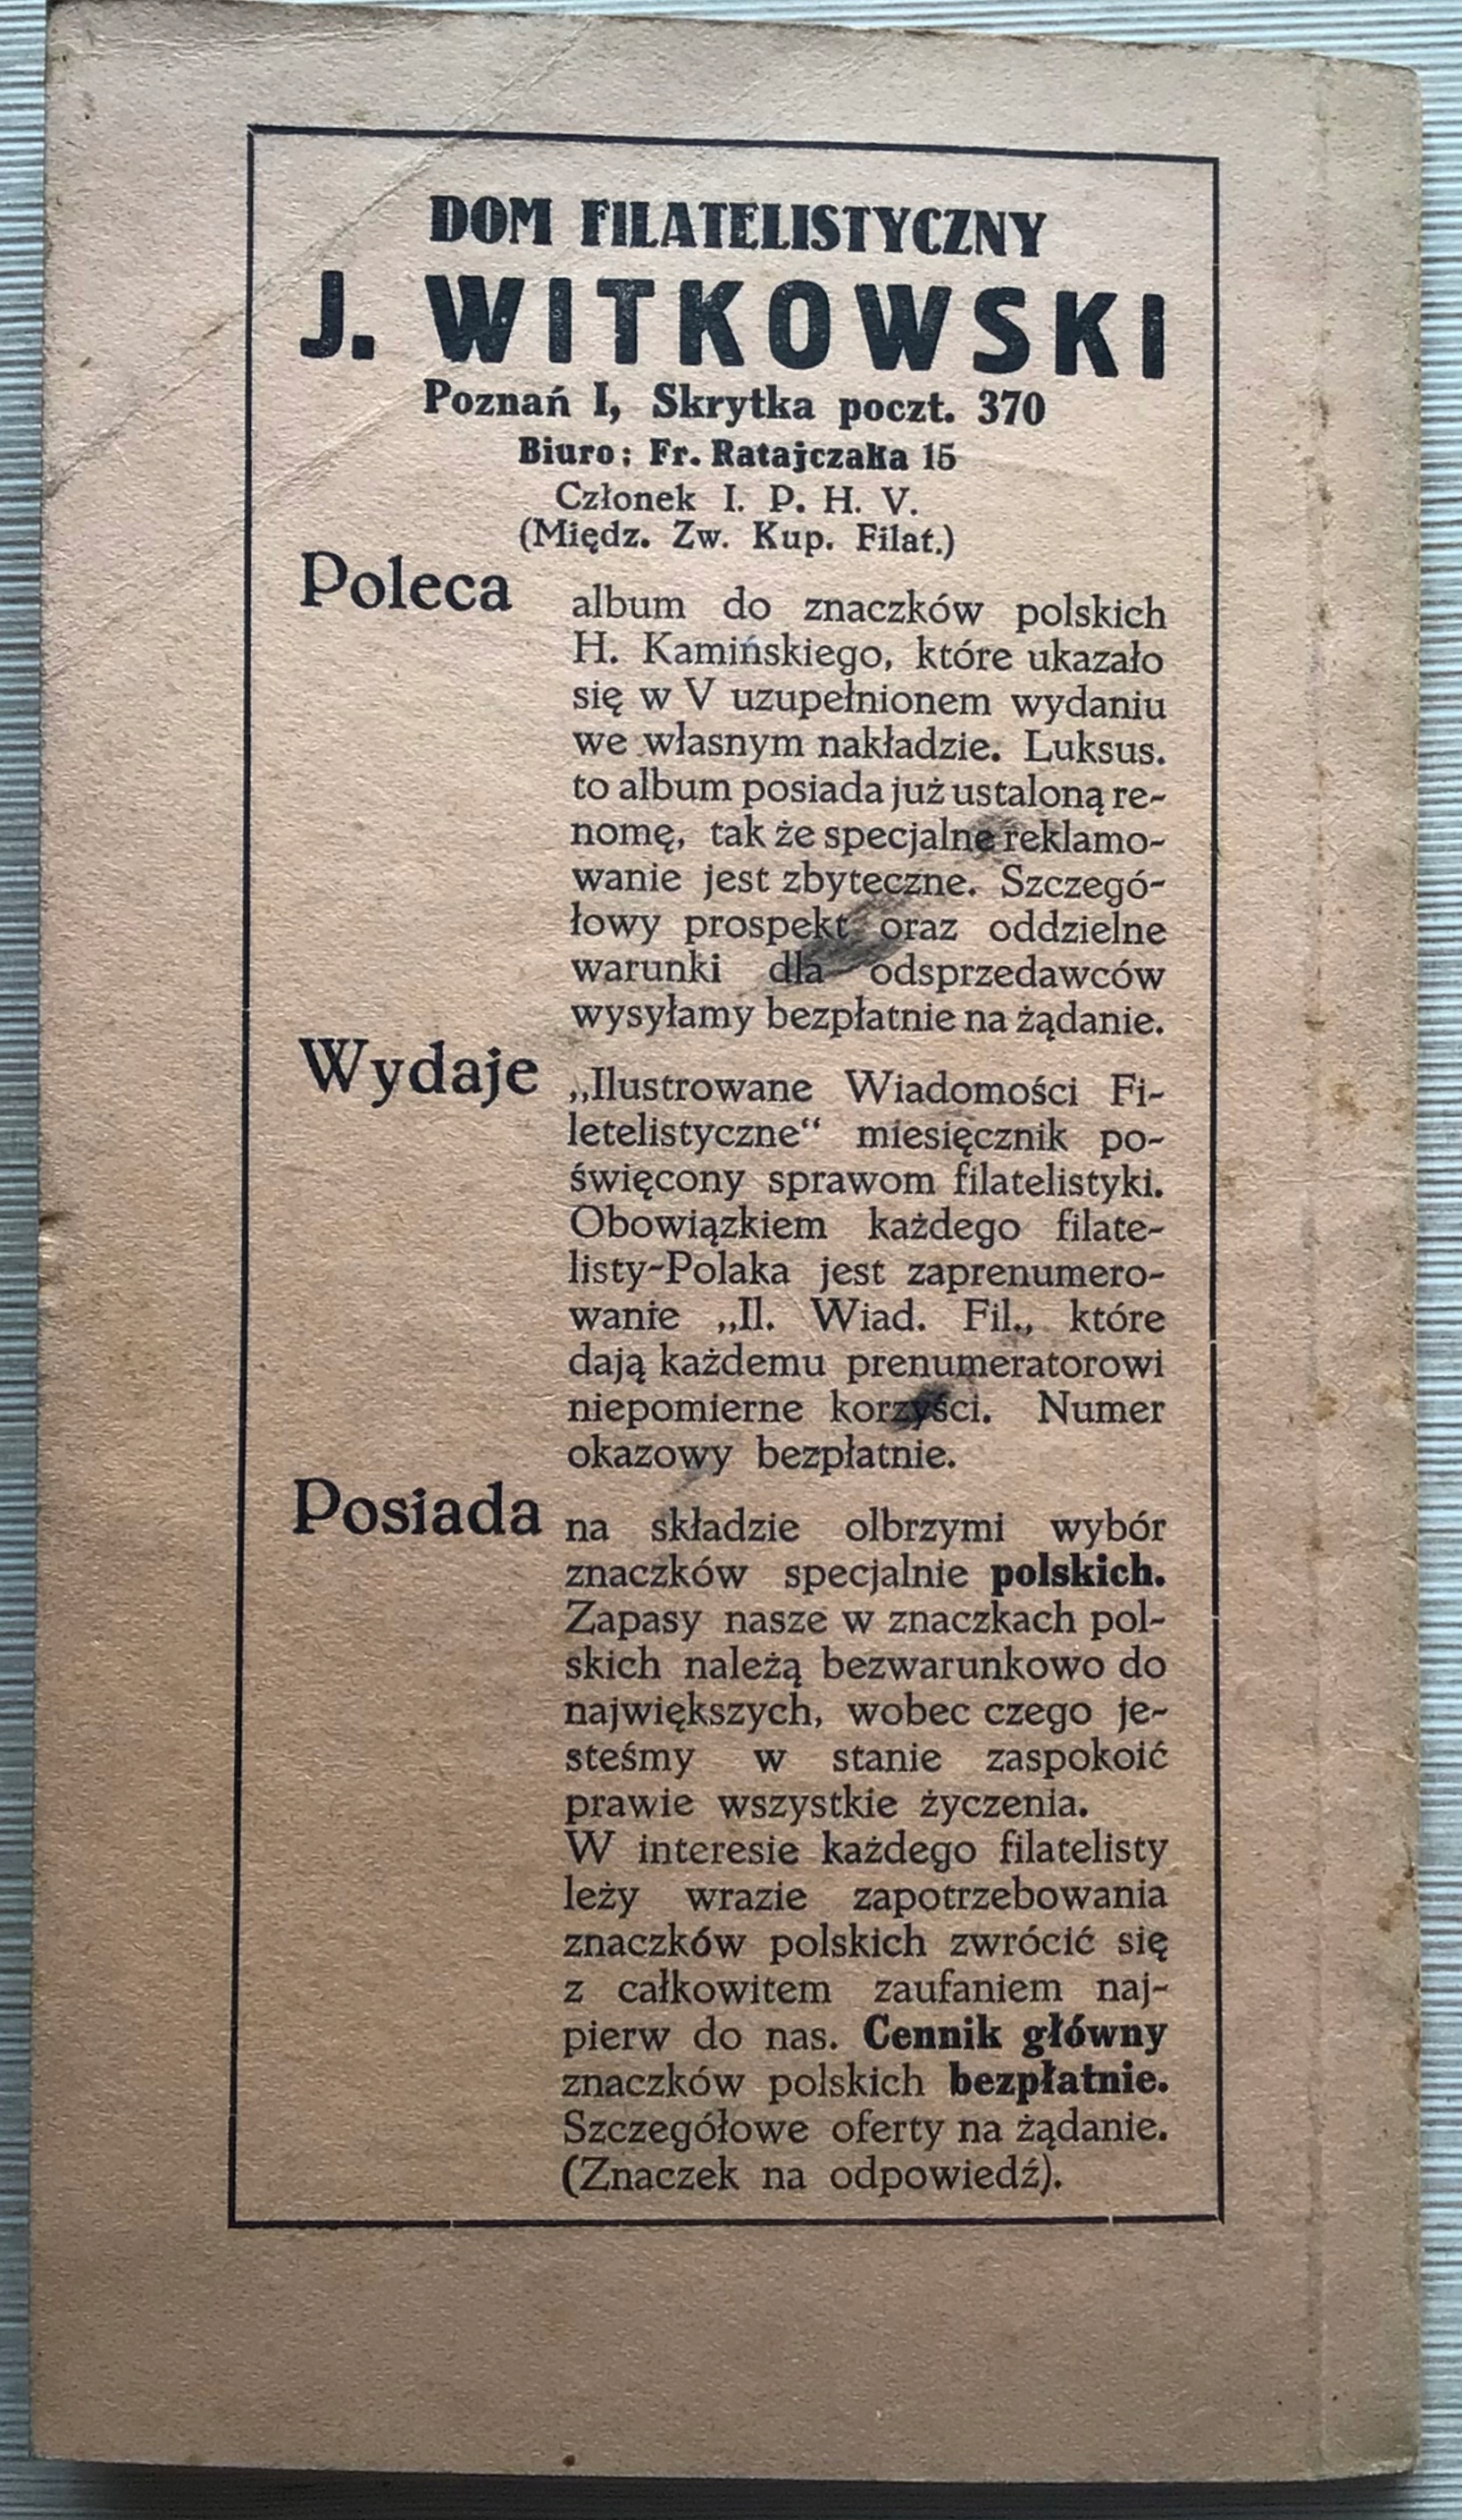 DOM FILATELISTYCZNY
J. WITKOWSKI
Poznań I, Skrytka poczt. 370
Biuro: Fr. Ratajczaka 15
Członek I. P. H. V.
(Międz. Zw. Kup. Filat.)
Poleca album do znaczków polskich
H. Kamińskiego, które ukazało
się w V uzupełnionem wydaniu
we własnym nakładzie. Luksus.
to album posiada już ustaloną re-
nomę, tak że specjalne reklamo-
wanie jest zbyteczne. Szczegó-
łowy prospekt oraz oddzielne
warunki dla odsprzedawców
wysyłamy bezpłatnie na żądanie.
Wydaje „Ilustrowane Wiadomości Fi-
letelistyczne“ miesięcznik po-
święcony sprawom filatelistyki.
Obowiązkiem każdego filate-
listy-Polaka jest zaprenumero-
wanie „Il. Wiad. Fil.„ które
dają każdemu prenumeratorowi
niepomierne korzyści. Numer
okazowy bezpłatnie.
Posiada na składzie olbrzymi wybór
znaczków specjalnie polskich.
Zapasy nasze w znaczkach pol-
skich należą bezwarunkowo do
największych, wobec czego je-
steśmy w stanie zaspokoić
prawie wszystkie życzenia.
W interesie każdego filatelisty
leży wrazie zapotrzebowania
znaczków polskich zwrócić się
z całkowitem zaufaniem naj-
pierw do nas. Cennik główny
znaczków polskich bezpłatnie.
Szczegółowe oferty na żądanie.
(Znaczek na odpowiedź).